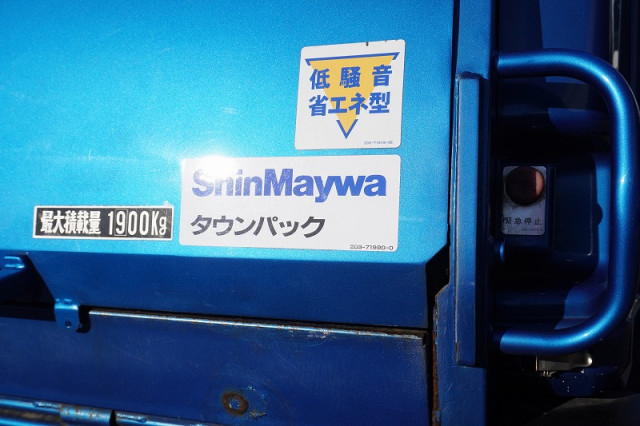 低騒音
省エネ型
ShinMaywa
タウンパック
最大積載量 1900Kg
緊急停止